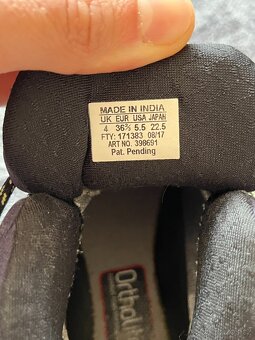 MADE IN INDIA
UK EUR USA JAPAN
4 36⅔ 5.5 22.5
FTY: 171383 08/17
ART NO. 398691
Pat. Pending
Ortholi